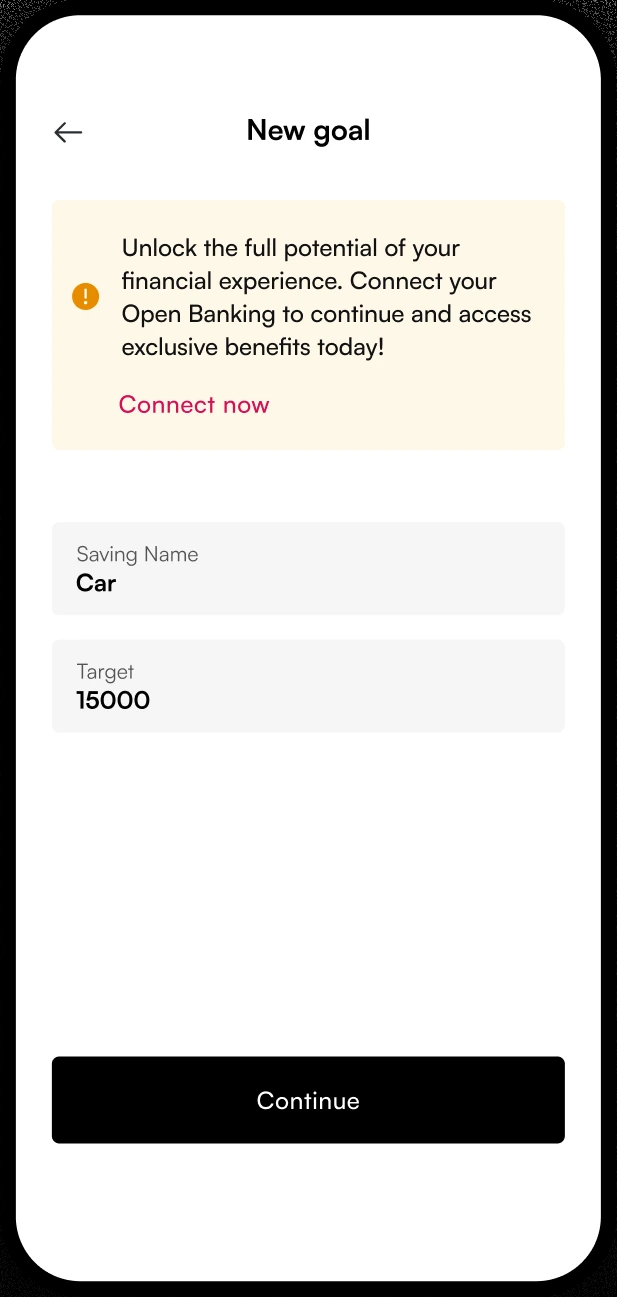 New goal
Unlock the full potential of your
financial experience. Connect your
Open Banking to continue and access
exclusive benefits today!
Connect now
Saving Name
Car
Target
15000
Continue